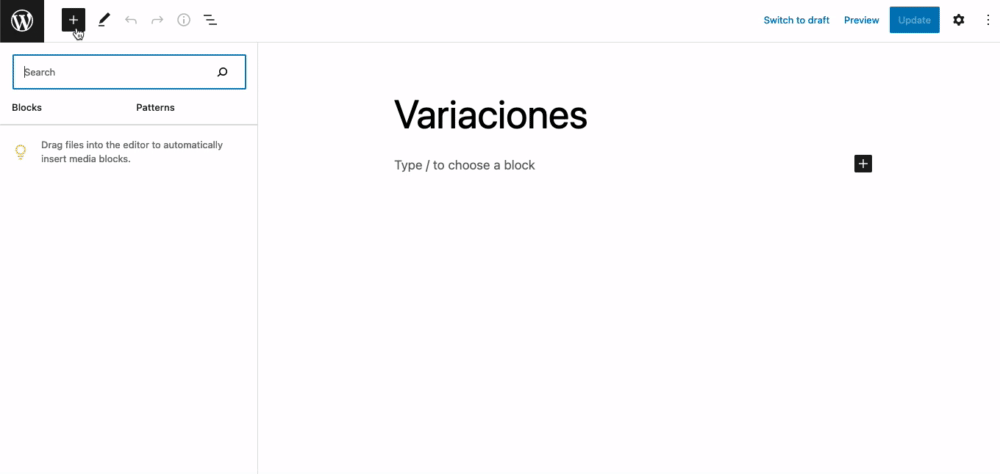 Switch to draft Preview Update
Search
Blocks Patterns
Drag files into the editor to automatically
insert media blocks.
Variaciones
Type / to choose a block